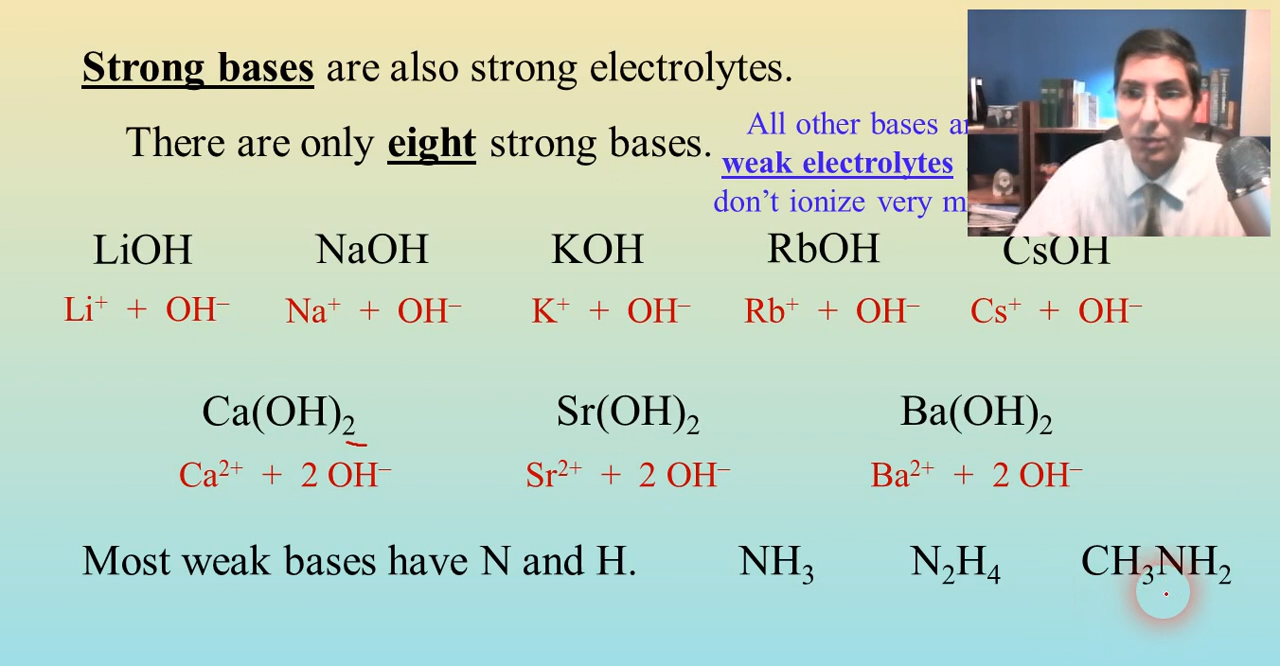 Strong bases are also strong electrolytes.
There are only eight strong bases.
All other bases
weak electrolytes
don’t ionize very
LiOH NaOH KOH RbOH CsOH
Li⁺ + OH⁻ Na⁺ + OH⁻ K⁺ + OH⁻ Rb⁺ + OH⁻ Cs⁺ + OH⁻
Ca(OH)₂ Sr(OH)₂ Ba(OH)₂
Ca²⁺ + 2 OH⁻ Sr²⁺ + 2 OH⁻ Ba²⁺ + 2 OH⁻
Most weak bases have N and H. NH₃ N₂H₄ CH₃NH₂